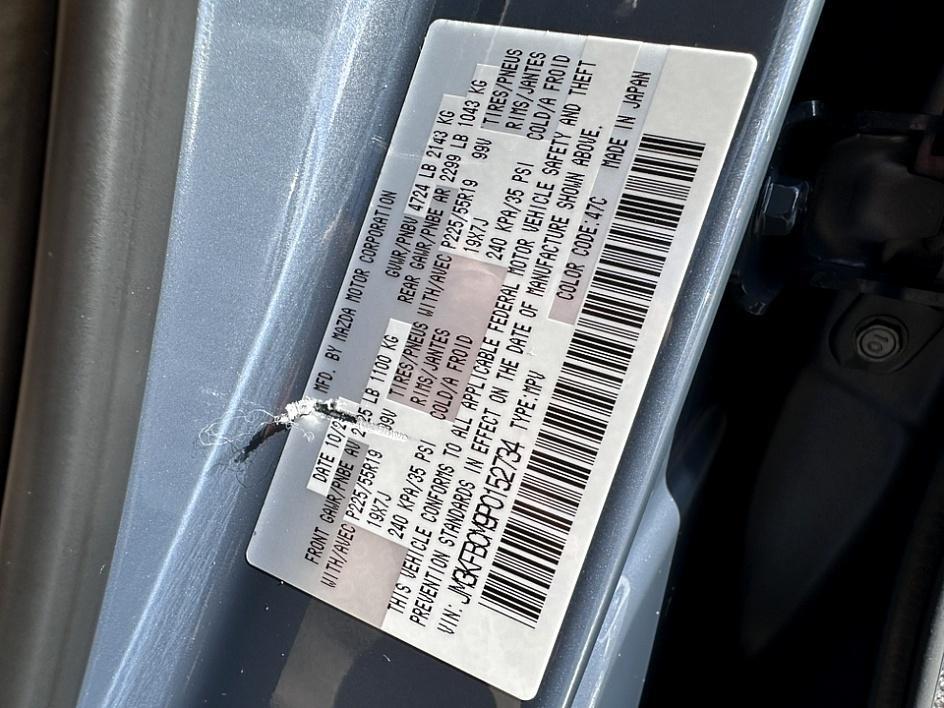 MFD. BY MAZDA MOTOR CORPORATION
DATE 10/2 GVWR/PNBV 4724 LB 2143 KG
FRONT GAWR/PNBE AV LB 1100 KG REAR GAWR/PNBE AR 2299 LB 1043 KG
WITH/AVEC P225/55R19 99V TIRES/PNEUS WITH/AVEC P225/55R19 99V TIRES/PNEUS
19X7J RIMS/JANTES 19X7J RIMS/JANTES
240 KPA/35 PSI COLD/A FROID 240 KPA/35 PSI COLD/A FROID
THIS VEHICLE CONFORMS TO ALL APPLICABLE FEDERAL MOTOR VEHICLE SAFETY AND THEFT
PREVENTION STANDARDS IN EFFECT ON THE DATE OF MANUFACTURE SHOWN ABOVE.
VIN: JM3KFBCM9P0152734 TYPE:MPV COLOR CODE.47C MADE IN JAPAN
10